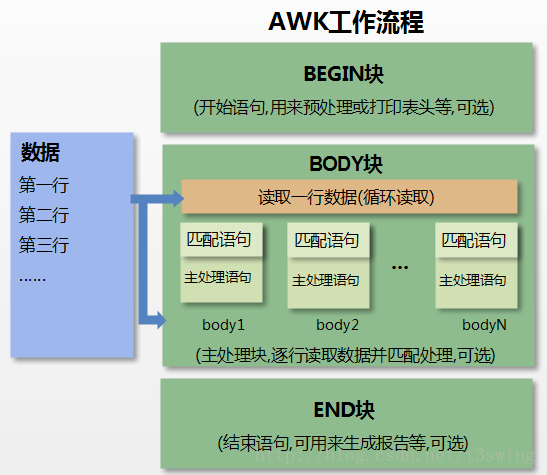 AWK工作流程
BEGIN块
(开始语句,用来预处理或打印表头等,可选)
数据
第一行
第二行
第三行
......
BODY块
读取一行数据(循环读取)
匹配语句
主处理语句
匹配语句
主处理语句
...
匹配语句
主处理语句
body1
body2
bodyN
(主处理块,逐行读取数据并匹配处理,可选)
END块
(结束语句,可用来生成报告等,可选)
http://blog.csdn.net/t3swing